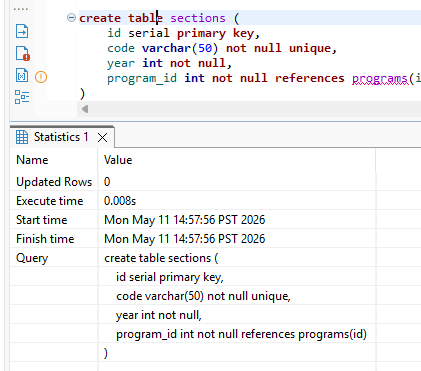 create table sections (
id serial primary key,
code varchar(50) not null unique,
year int not null,
program_id int not null references programs(i
)
Statistics 1
Name Value
Updated Rows 0
Execute time 0.008s
Start time Mon May 11 14:57:56 PST 2026
Finish time Mon May 11 14:57:56 PST 2026
Query create table sections (
id serial primary key,
code varchar(50) not null unique,
year int not null,
program_id int not null references programs(id)
)